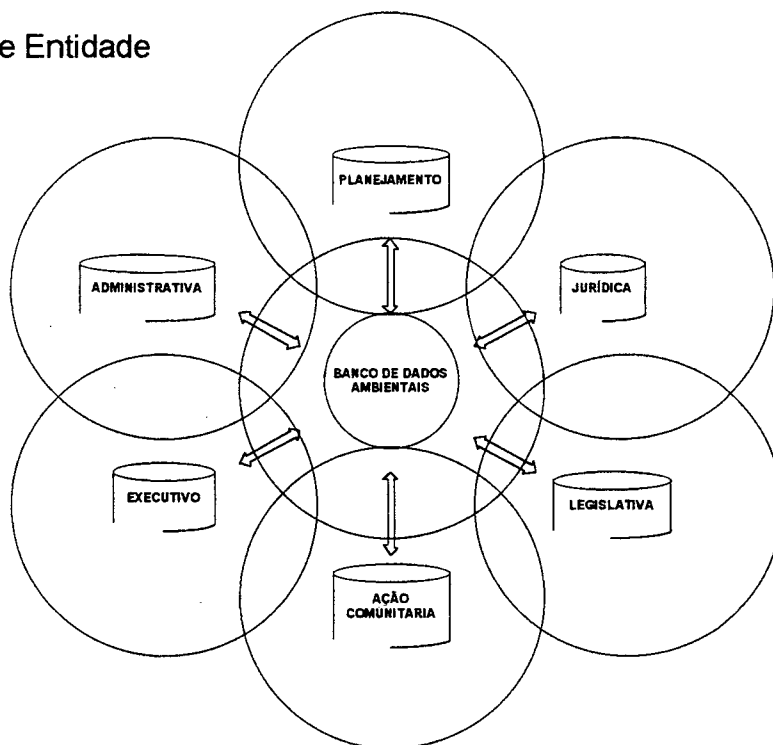 e Entidade
PLANEJAMENTO
ADMINISTRATIVA
JURÍDICA
BANCO DE DADOS
AMBIENTAIS
EXECUTIVO
LEGISLATIVA
AÇÃO
COMUNITARIA